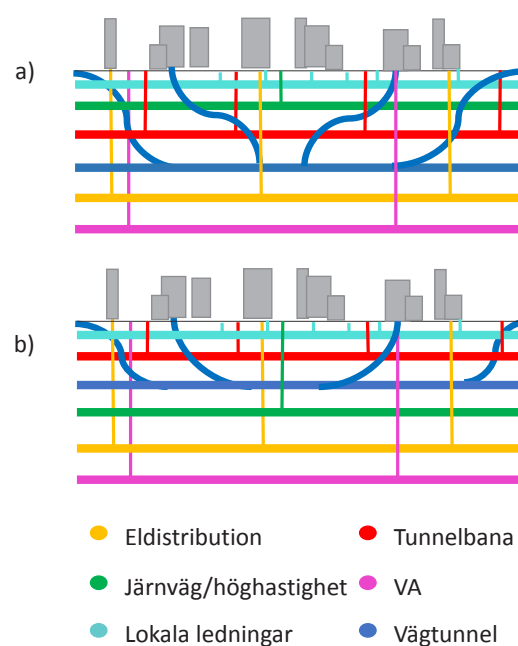 a)
b)
Eldistribution
Tunnelbana
Järnväg/höghastighet
VA
Lokala ledningar
Vägtunnel